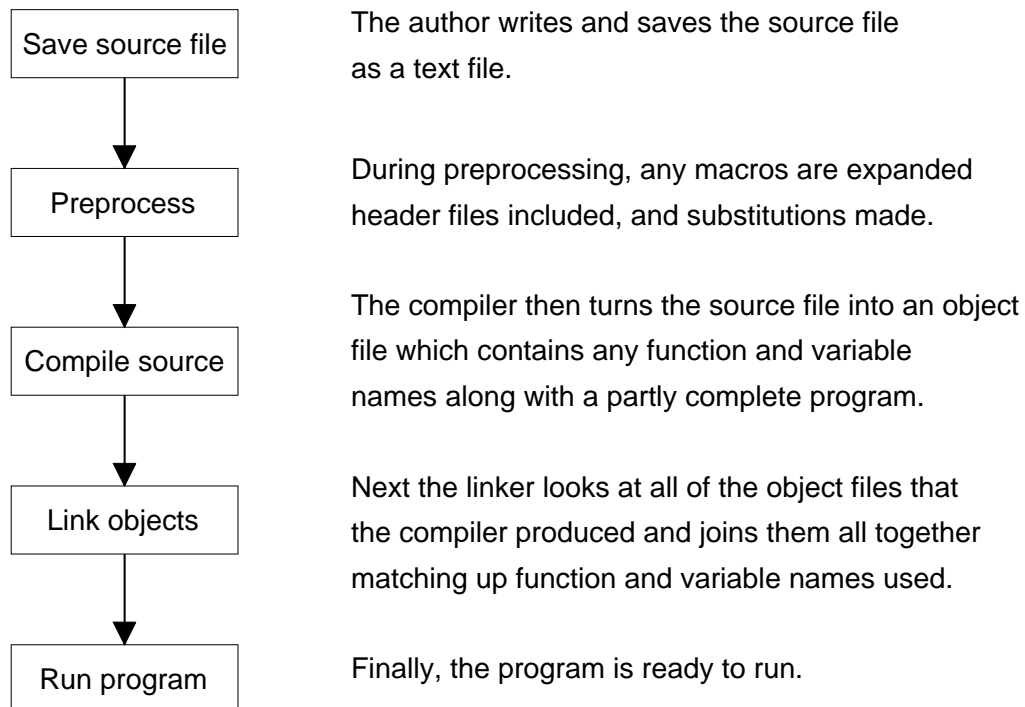 Save source file
The author writes and saves the source file
as a text file.
Preprocess
During preprocessing, any macros are expanded
header files included, and substitutions made.
Compile source
The compiler then turns the source file into an object
file which contains any function and variable
names along with a partly complete program.
Link objects
Next the linker looks at all of the object files that
the compiler produced and joins them all together
matching up function and variable names used.
Run program
Finally, the program is ready to run.